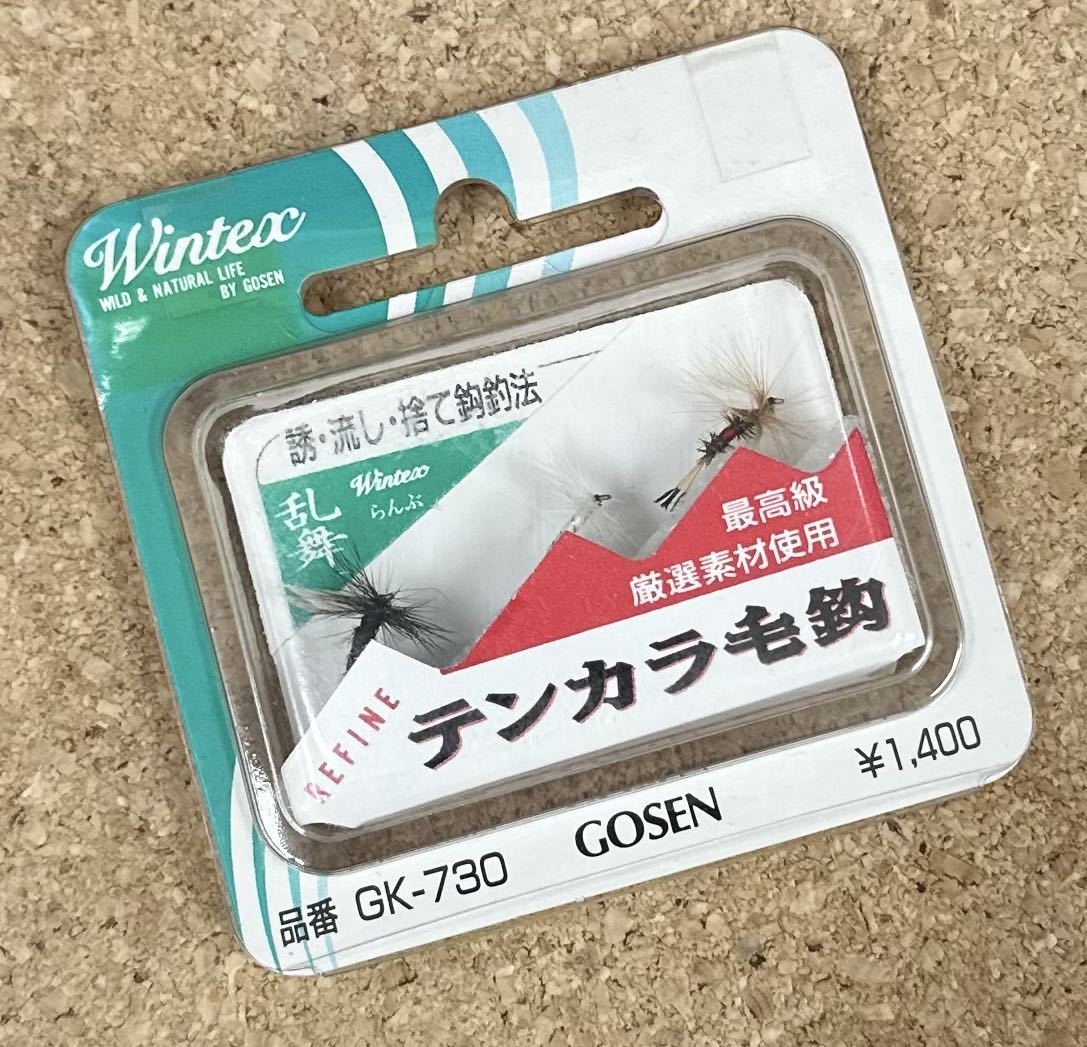 Wintex
WILD & NATURAL LIFE
BY GOSEN
誘・流し・捨て鈎釣法
乱舞
Wintex
らんぶ
最高級
厳選素材使用
テンカラ毛鈎
REFINE
¥1,400
GOSEN
品番 GK-730